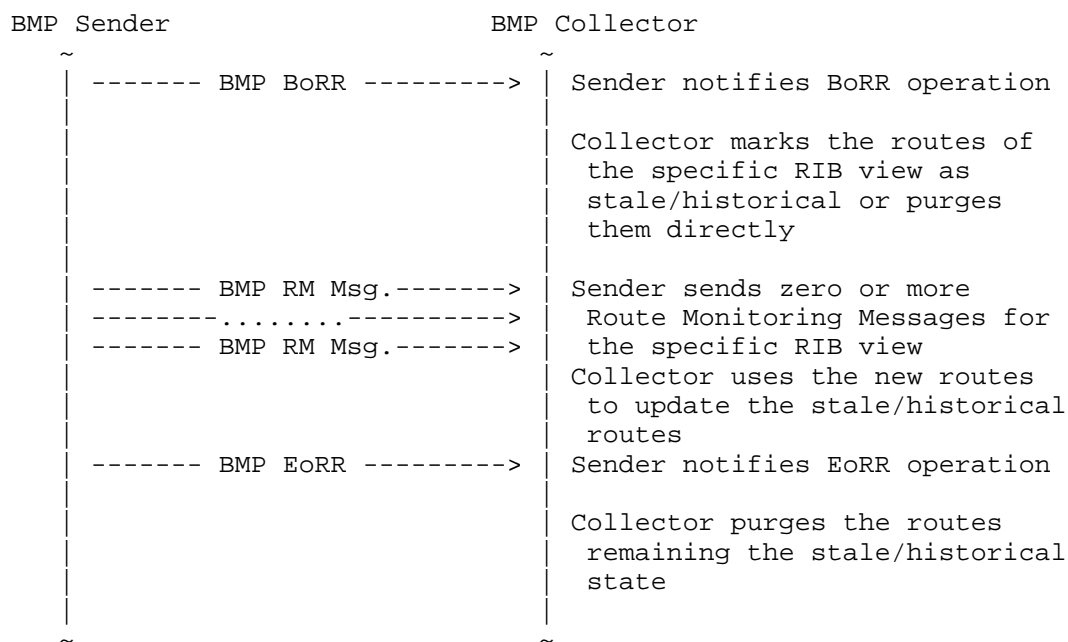 BMP Sender BMP Collector
~ ~
| ------- BMP BoRR ---------> | Sender notifies BoRR operation
| | Collector marks the routes of
| | the specific RIB view as
| | stale/historical or purges
| | them directly
| ------- BMP RM Msg.-------> | Sender sends zero or more
| --------........----------> | Route Monitoring Messages for
| ------- BMP RM Msg.-------> | the specific RIB view
| | Collector uses the new routes
| | to update the stale/historical
| | routes
| ------- BMP EoRR ---------> | Sender notifies EoRR operation
| | Collector purges the routes
| | remaining the stale/historical
| | state
~ ~